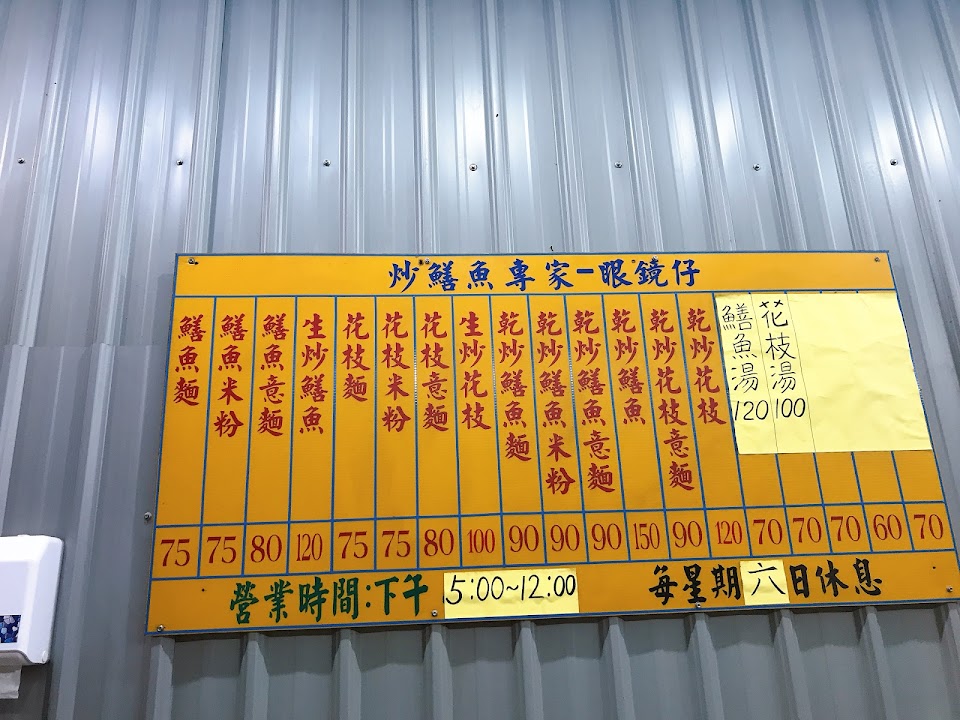 炒鱔魚專家-眼鏡仔
鱔魚麵 75
鱔魚米粉 75
鱔魚意麵 80
生炒鱔魚 120
花枝麵 75
花枝米粉 75
花枝意麵 80
生炒花枝 100
乾炒鱔魚麵 90
乾炒鱔魚米粉 90
乾炒鱔魚意麵 90
乾炒鱔魚 150
乾炒花枝意麵 90
乾炒花枝 120
鱔魚湯 120
花枝湯 100
70 70 70 60 70
營業時間:下午 5:00~12:00
每星期六日休息